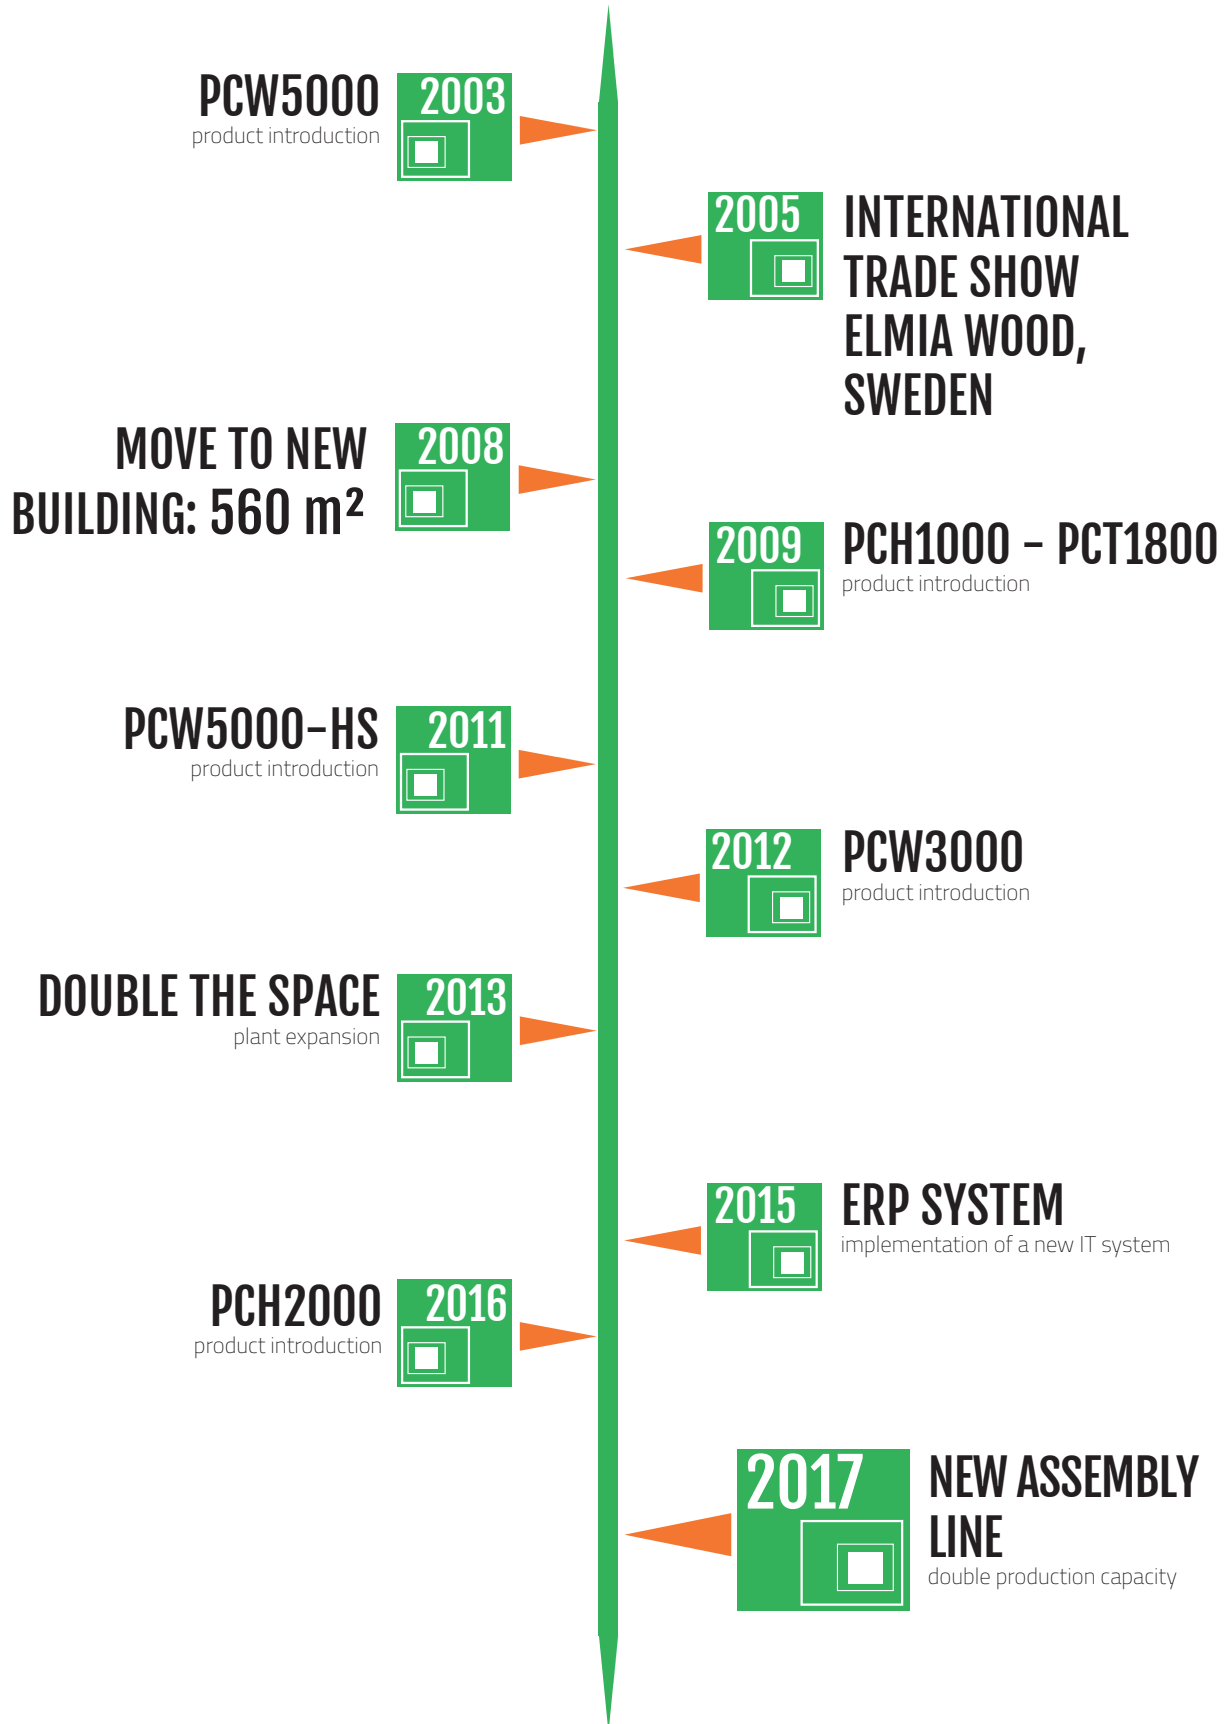 PCW5000
product introduction
2003
2005
INTERNATIONAL
TRADE SHOW
ELMIA WOOD,
SWEDEN
MOVE TO NEW
BUILDING: 560 m²
2008
2009
PCH1000 - PCT1800
product introduction
PCW5000-HS
product introduction
2011
2012
PCW3000
product introduction
DOUBLE THE SPACE
plant expansion
2013
2015
ERP SYSTEM
implementation of a new IT system
PCH2000
product introduction
2016
2017
NEW ASSEMBLY
LINE
double production capacity